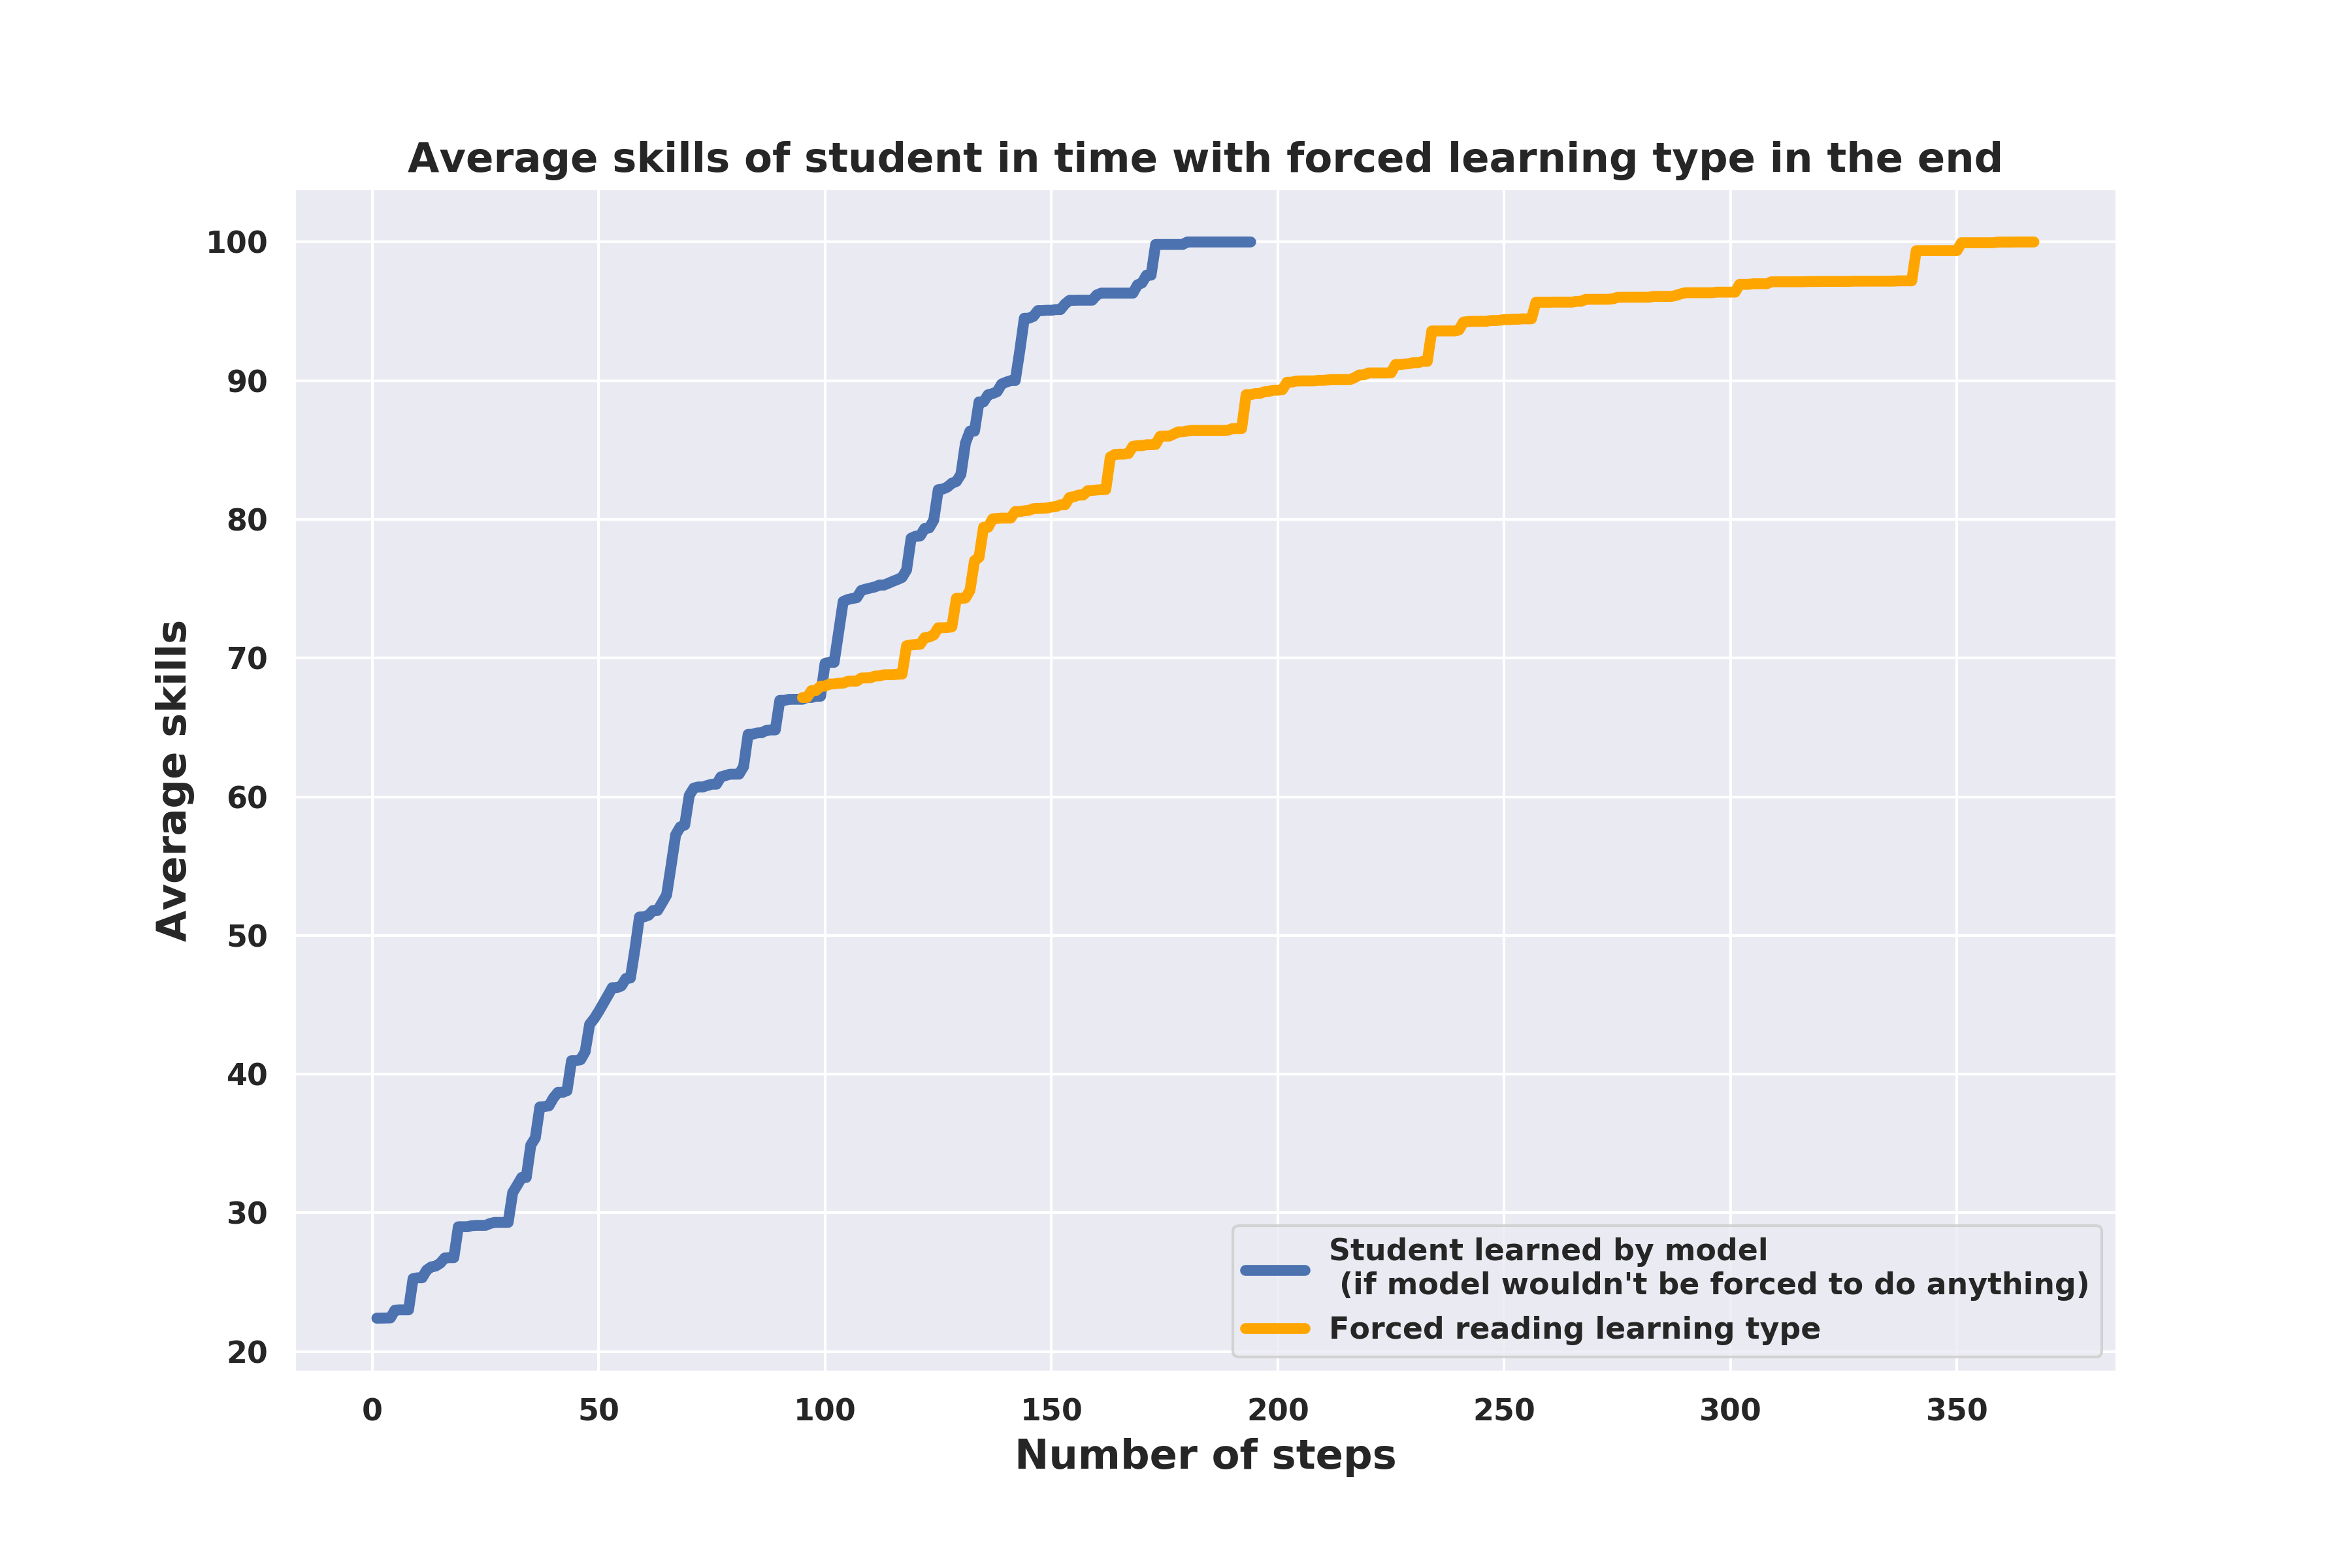 Average skills of student in time with forced learning type in the end
100
90
80
70
60
50
40
30
20
Average skills
0 50 100 150 200 250 300 350
Number of steps
Student learned by model
(if model wouldn't be forced to do anything)
Forced reading learning type